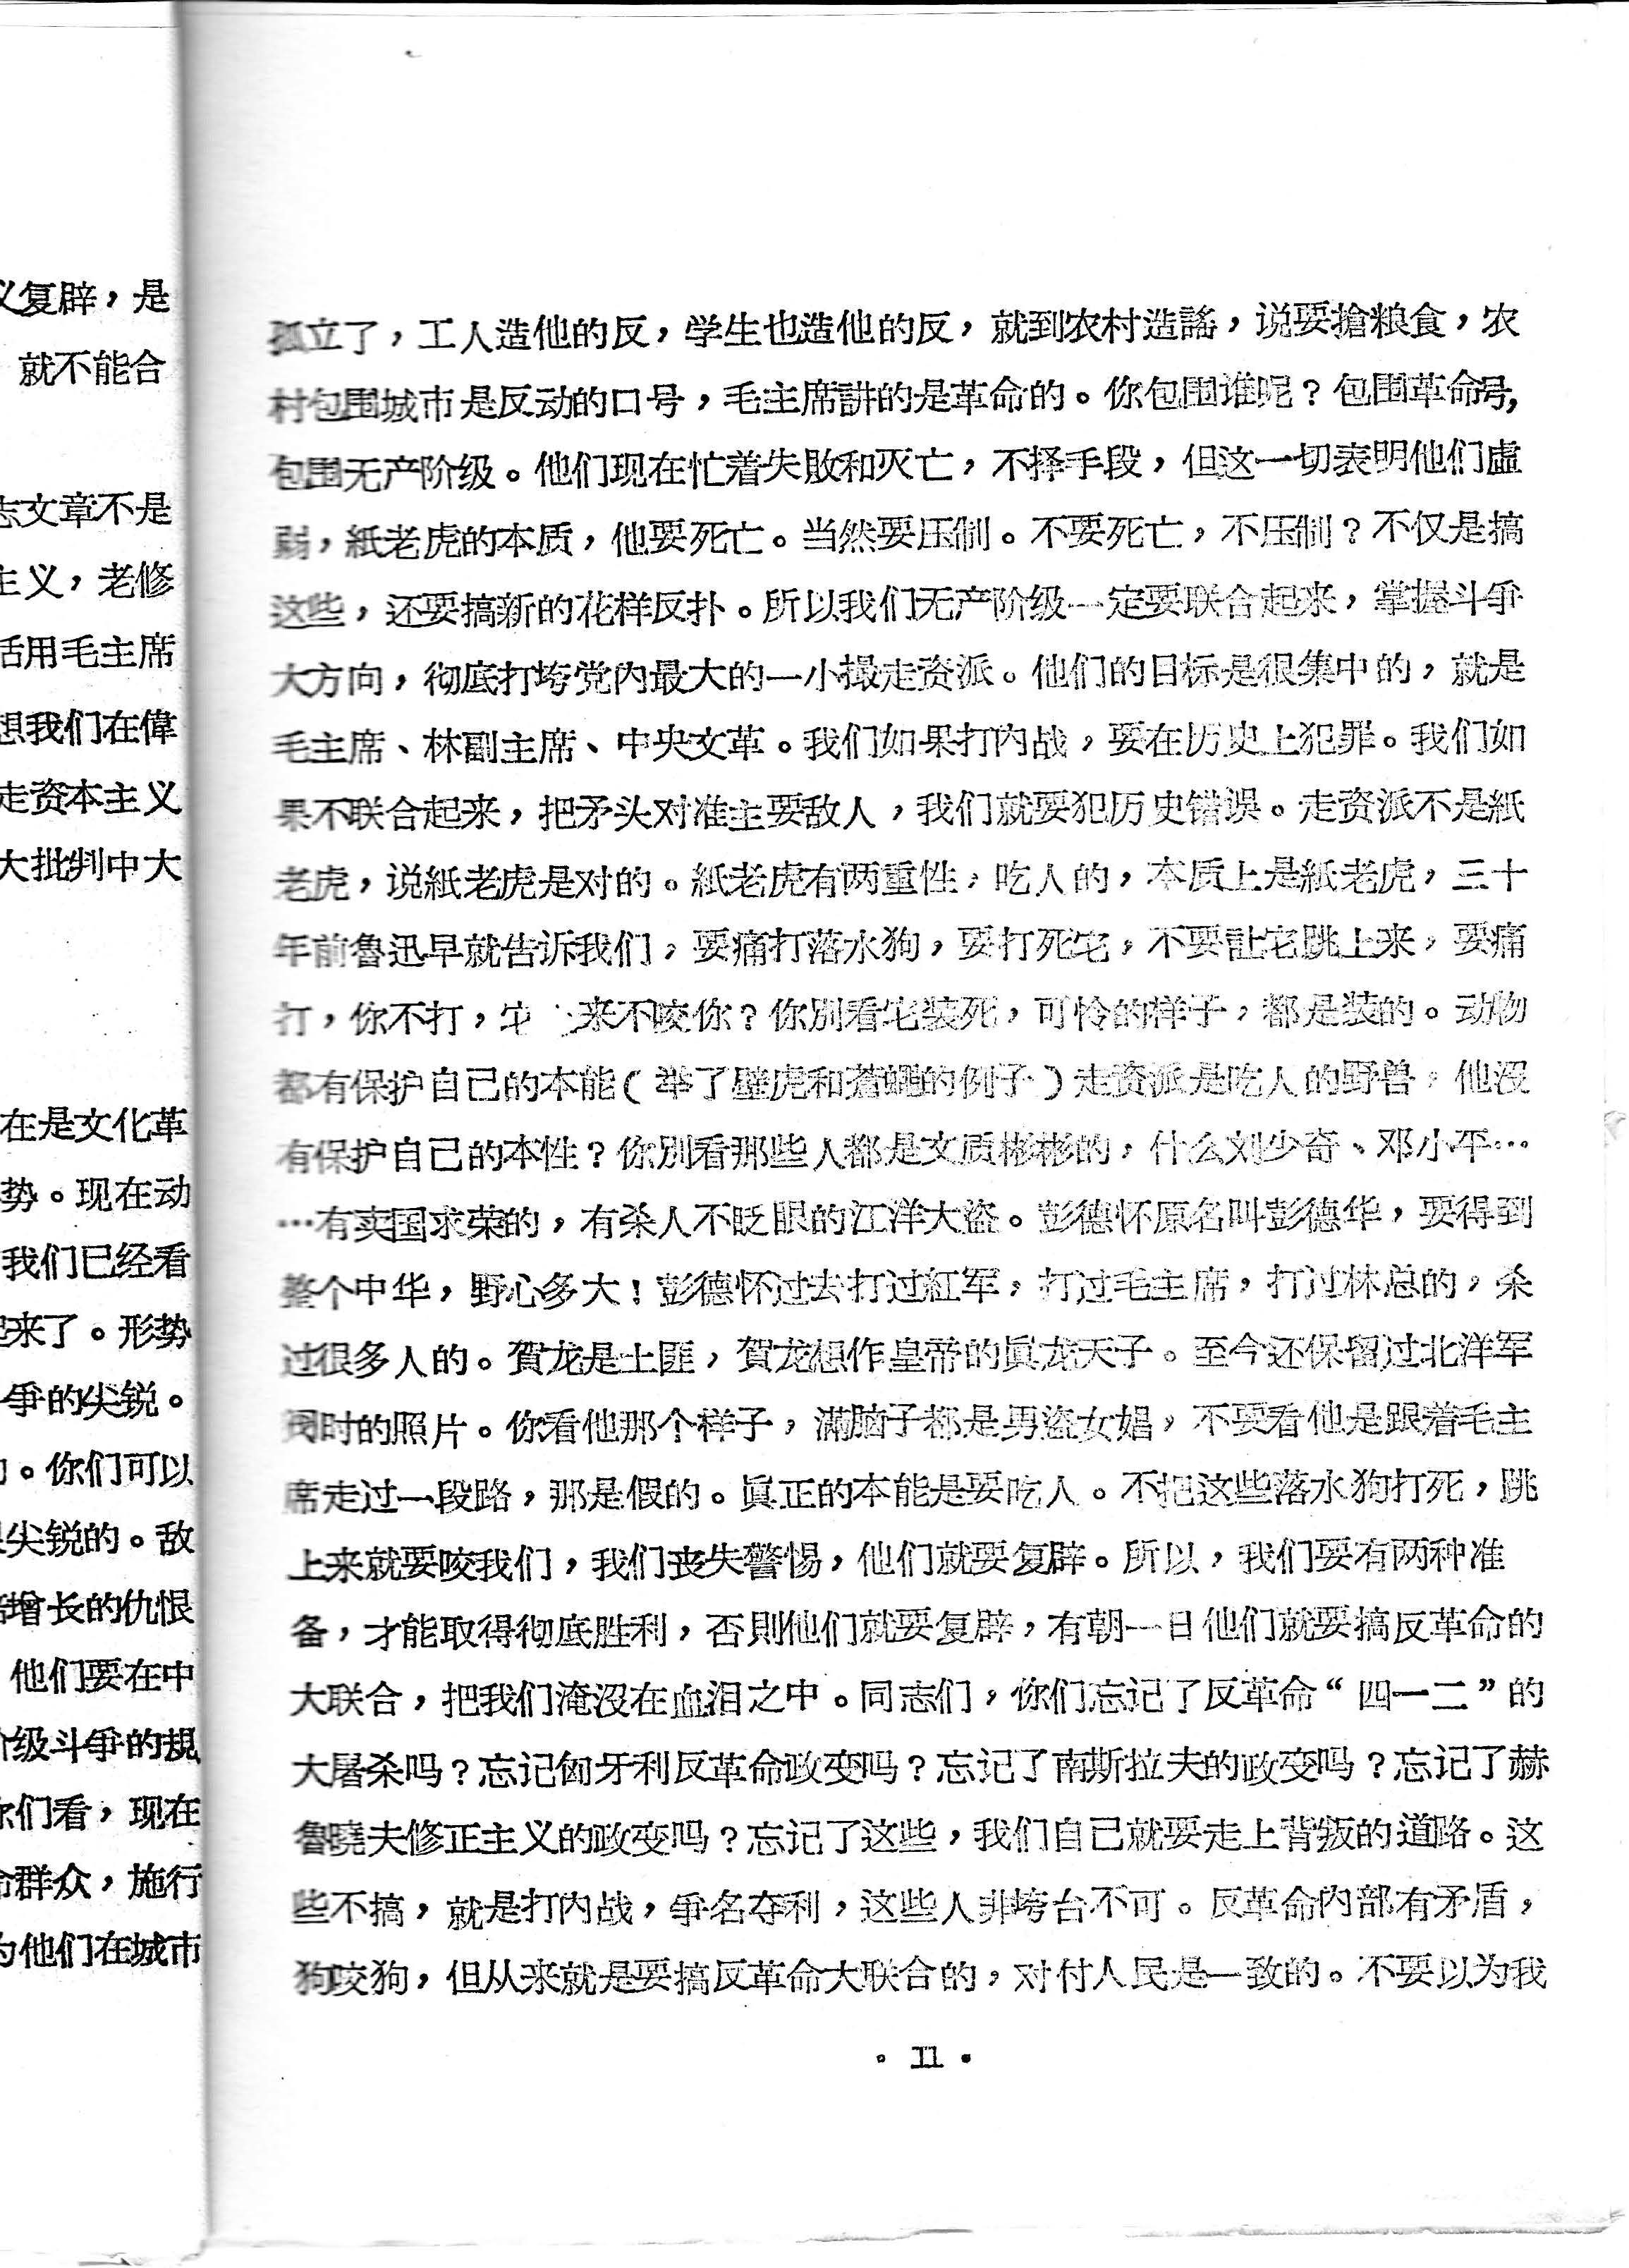 义复辟，是
就不能合
志文章不是
主义，老修
活用毛主席
想我们在偉
走资本主义
大批判中大
在是文化革
势。现在动
我们已经看
起来了。形势
争的尖锐。
。你们可以
尖锐的。敌
增长的仇恨
他们要在中
级斗争的規
你们看，现在
命群众，施行
为他们在城市
孤立了，工人造他的反，学生也造他的反，就到农村造謠，说要搶粮食，农
村包围城市是反动的口号，毛主席講的是革命的。你包围谁呢？包围革命号，
包围无产阶级。他们现在忙着失敗和灭亡，不择手段，但这一切表明他们虛
弱，紙老虎的本质，他要死亡。当然要压制。不要死亡，不压制？不仅是搞
这些，还要搞新的花样反扑。所以我们无产阶级一定要联合起来，掌握斗爭
大方向，彻底打垮党內最大的一小撮走资派。他们的目标是很集中的，就是
毛主席、林副主席、中央文革。我们如果打內战，要在历史上犯罪。我们如
果不联合起来，把矛头对准主要敌人，我们就要犯历史错误。走资派不是紙
老虎，说紙老虎是对的。紙老虎有两重性，吃人的，本质上是紙老虎，三十
年前魯迅早就告诉我们，要痛打落水狗，要打死它，不要让它跳上来，要痛
打，你不打，它 来不咬你？你別看它装死，可怜的样子，都是装的。动物
都有保护自己的本能（举了壁虎和蒼蠅的例子）走资派是吃人的野兽，他没
有保护自己的本性？你別看那些人都是文质彬彬的，什么刘少奇、邓小平…
…有卖国求荣的，有杀人不眨眼的江洋大盗。彭德怀原名叫彭德华，要得到
整个中华，野心多大！彭德怀过去打过紅军，打过毛主席，打过林总的，杀
过很多人的。賀龙是土匪，賀龙想作皇帝的眞龙天子。至今还保留过北洋军
阀时的照片。你看他那个样子，滿脑子都是男盗女娼，不要看他是跟着毛主
席走过一段路，那是假的。眞正的本能是要吃人。不把这些落水狗打死，跳
上来就要咬我们，我们丧失警惕，他们就要复辟。所以，我们要有两种准
备，才能取得彻底胜利，否則他们就要复辟，有朝一日他们就要搞反革命的
大联合，把我们淹没在血泪之中。同志们，你们忘记了反革命“四一二”的
大屠杀吗？忘记匈牙利反革命政变吗？忘记了南斯拉夫的政变吗？忘记了赫
魯曉夫修正主义的政变吗？忘记了这些，我们自己就要走上背叛的道路。这
些不搞，就是打內战，爭名夺利，这些人非垮台不可。反革命內部有矛盾，
狗咬狗，但从来就是要搞反革命大联合的，对付人民是一致的。不要以为我
• 11 •